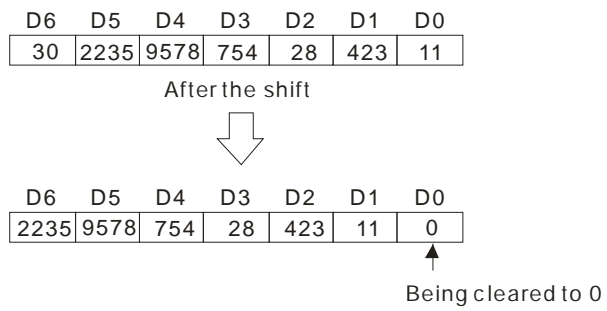 D6 D5 D4 D3 D2 D1 D0
30 2235 9578 754 28 423 11
After the shift
D6 D5 D4 D3 D2 D1 D0
2235 9578 754 28 423 11 0
Being cleared to 0